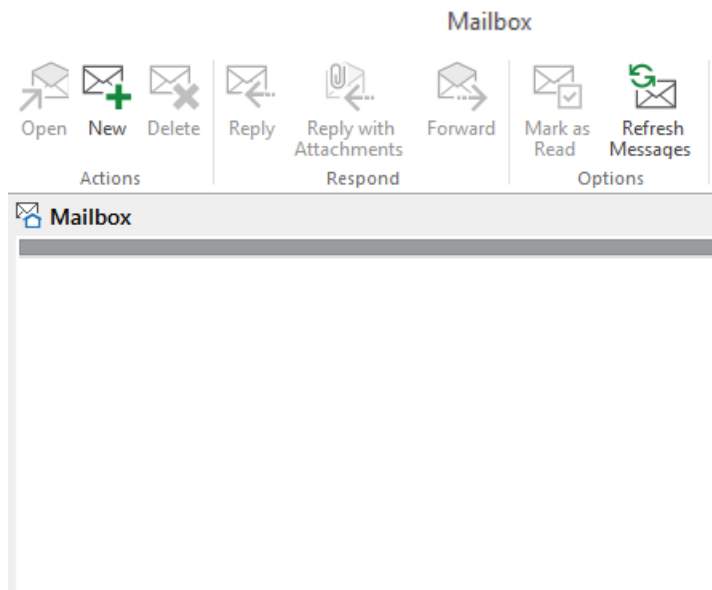 Mailbox
Open New Delete Reply Reply with Attachments Forward Mark as Read Refresh Messages
Actions Respond Options
Mailbox